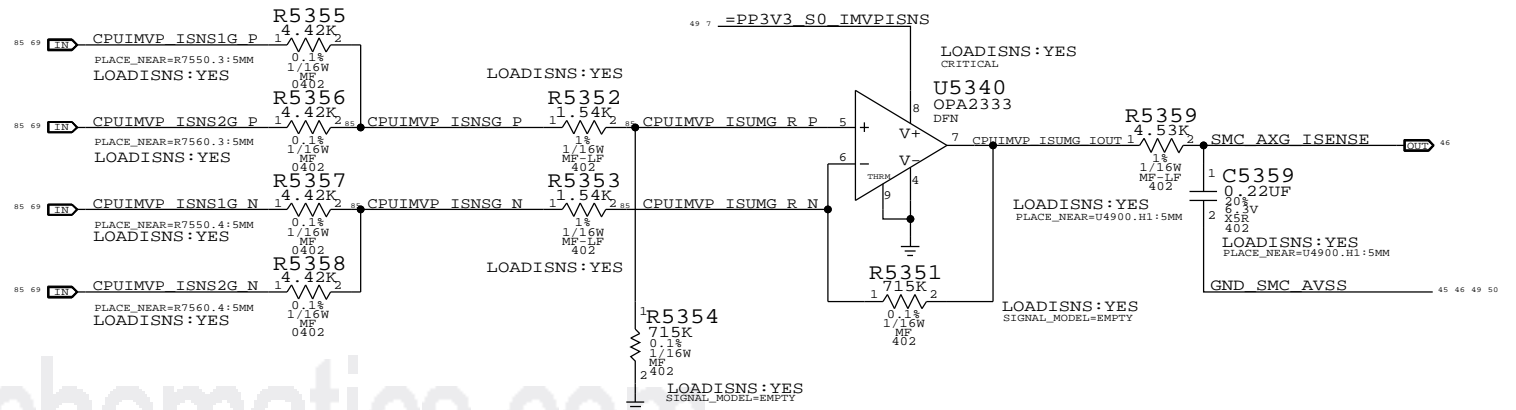 R5355
4.42K
85 69 IN CPUIMVP_ISNS1G_P 1 2
PLACE_NEAR=R7550.3:5MM
LOADISNS:YES
0.1%
1/16W
MF
0402
R5356
4.42K
85 69 IN CPUIMVP_ISNS2G_P 1 2
PLACE_NEAR=R7560.3:5MM
LOADISNS:YES
0.1%
1/16W
MF
0402
R5357
4.42K
85 69 IN CPUIMVP_ISNS1G_N 1 2
PLACE_NEAR=R7550.4:5MM
LOADISNS:YES
0.1%
1/16W
MF
0402
R5358
4.42K
85 69 IN CPUIMVP_ISNS2G_N 1 2
PLACE_NEAR=R7560.4:5MM
LOADISNS:YES
0.1%
1/16W
MF
0402
LOADISNS:YES
R5352
1.54K
85 CPUIMVP_ISNSG_P 1 2
1%
1/16W
MF-LF
402
R5353
1.54K
85 CPUIMVP_ISNSG_N 1 2
1%
1/16W
MF-LF
402
LOADISNS:YES
85 CPUIMVP_ISUMG_R_P 5
85 CPUIMVP_ISUMG_R_N
6
1 R5354
715K
0.1%
1/16W
MF
2 402
LOADISNS:YES
SIGNAL_MODEL=EMPTY
49 7 =PP3V3_S0_IMVPISNS
LOADISNS:YES
CRITICAL
U5340
OPA2333
DFN
8
+
V+
−
V-
THRM
9
4
7 CPUIMVP_ISUMG_IOUT
R5351
715K
1 2
0.1%
1/16W
MF
402
LOADISNS:YES
SIGNAL_MODEL=EMPTY
R5359
4.53K
1 2
1%
1/16W
MF-LF
402
LOADISNS:YES
PLACE_NEAR=U4900.H1:5MM
SMC_AXG_ISENSE OUT 46
1 C5359
0.22UF
20%
6.3V
2 X5R
402
LOADISNS:YES
PLACE_NEAR=U4900.H1:5MM
GND_SMC_AVSS 45 46 49 50